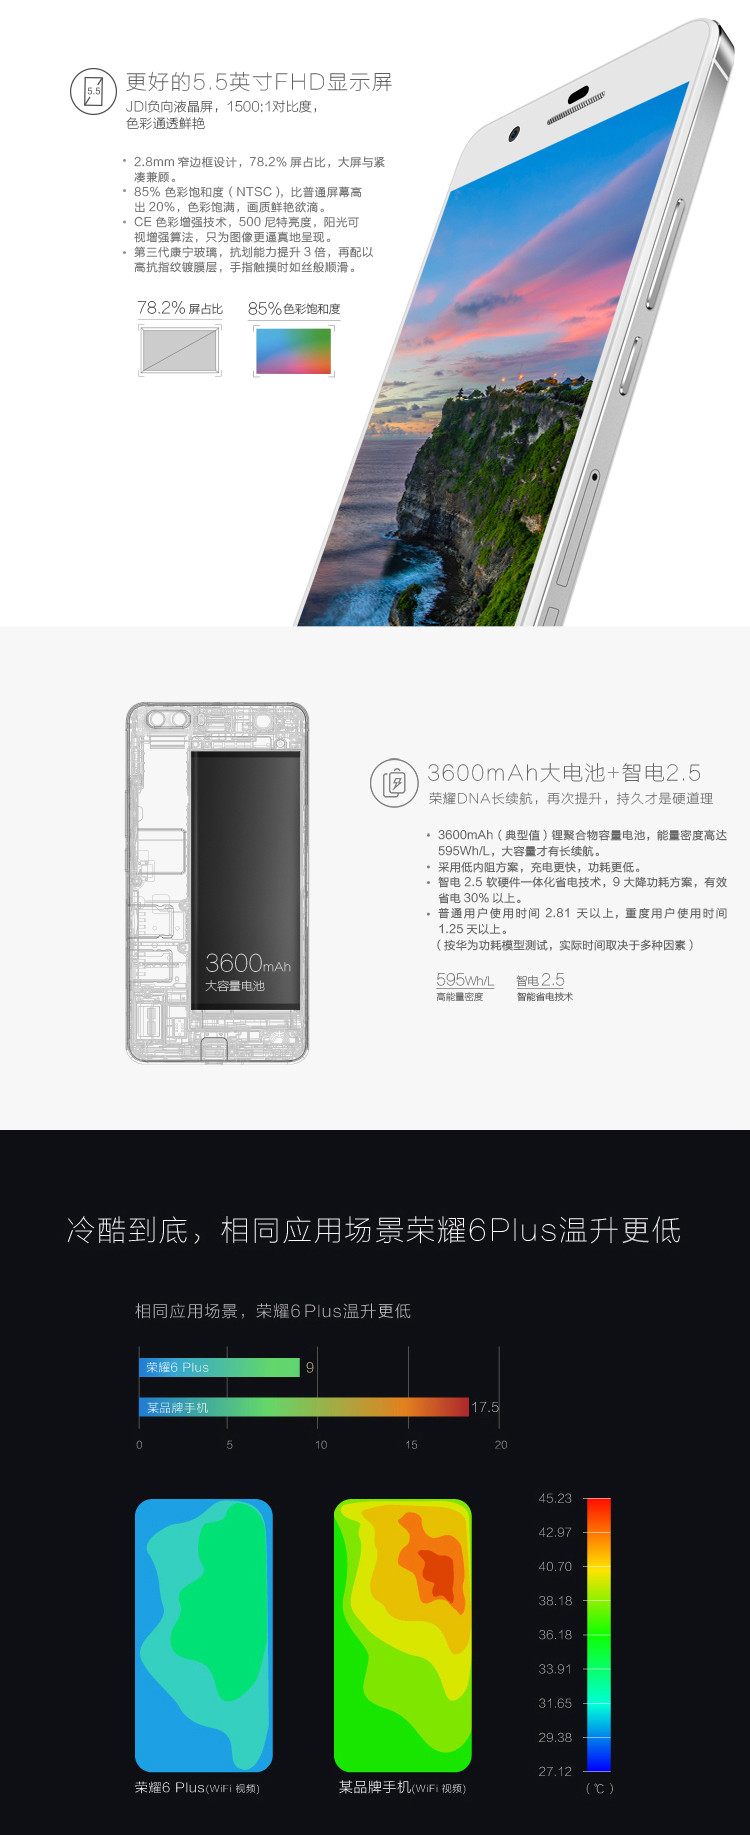 5.5
更好的5.5英寸FHD显示屏
JDI负向液晶屏，1500:1对比度，
色彩通透鲜艳
• 2.8mm 窄边框设计，78.2% 屏占比，大屏与紧
凑兼顾。
• 85% 色彩饱和度（NTSC），比普通屏幕高
出 20%，色彩饱满，画质鲜艳欲滴。
• CE 色彩增强技术，500 尼特亮度，阳光可
视增强算法，只为图像更逼真地呈现。
• 第三代康宁玻璃，抗划能力提升 3 倍，再配以
高抗指纹镀膜层，手指触摸时如丝般顺滑。
78.2% 屏占比 85%色彩饱和度
3600mAh
大容量电池
3600mAh大电池+智电2.5
荣耀DNA长续航，再次提升，持久才是硬道理
• 3600mAh（典型值）锂聚合物容量电池，能量密度高达
595Wh/L，大容量才有长续航。
• 采用低内阻方案，充电更快，功耗更低。
• 智电 2.5 软硬件一体化省电技术，9 大降功耗方案，有效
省电 30% 以上。
• 普通用户使用时间 2.81 天以上，重度用户使用时间
1.25 天以上。
（按华为功耗模型测试，实际时间取决于多种因素）
595Wh/L 智电2.5
高能量密度 智能省电技术
冷酷到底，相同应用场景荣耀6Plus温升更低
相同应用场景，荣耀6Plus温升更低
荣耀6 Plus 9
某品牌手机 17.5
0 5 10 15 20
45.23
42.97
40.70
38.18
36.18
33.91
31.65
29.38
27.12
（℃）
荣耀6 Plus(WiFi 视频) 某品牌手机(WiFi 视频)